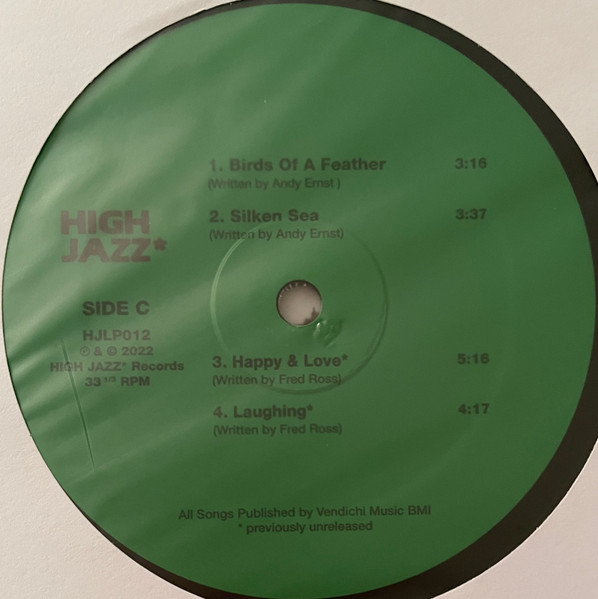 1. Birds Of A Feather 3:16
(Written by Andy Ernst )
2. Silken Sea 3:37
(Written by Andy Ernst)
HIGH
JAZZ*
SIDE C
HJLP012
℗ & © 2022
HIGH JAZZ* Records
33 1/3 RPM
3. Happy & Love* 5:16
(Written by Fred Ross)
4. Laughing* 4:17
(Written by Fred Ross)
All Songs Published by Vendichi Music BMI
* previously unreleased